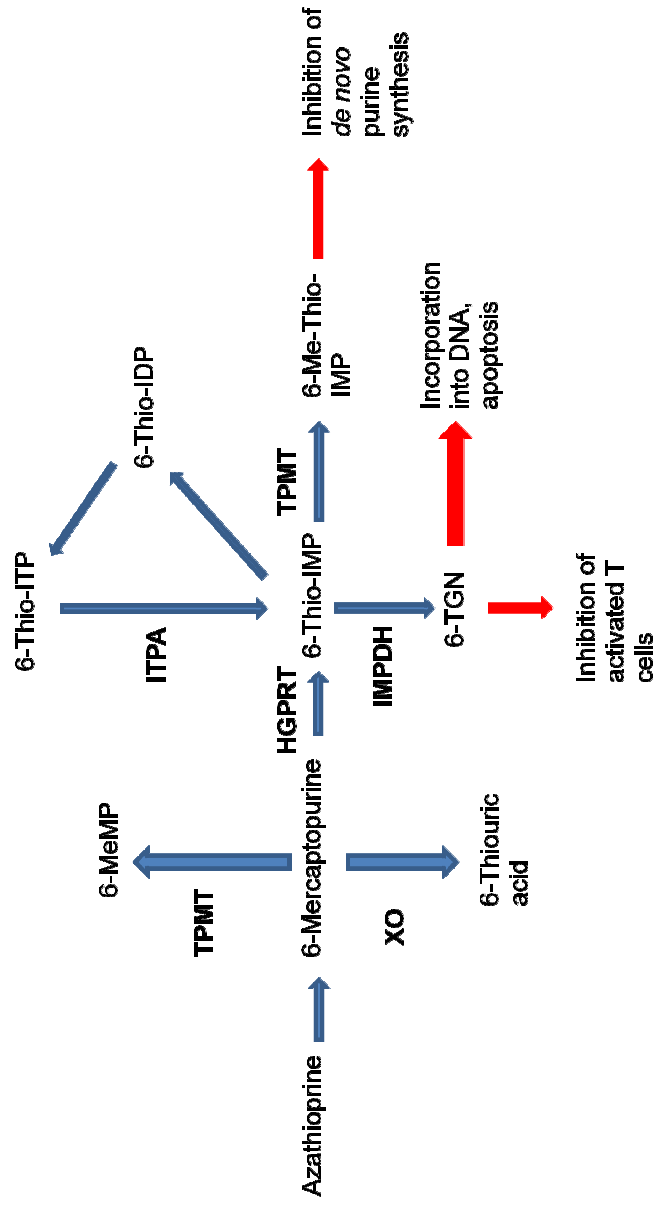 6-Thio-ITP
6-Thio-IDP
ITPA
6-MeMP
TPMT
Azathioprine
6-Mercaptopurine
HGPRT
6-Thio-IMP
TPMT
6-Me-Thio-
IMP
Inhibition of
de novo
purine
synthesis
XO
6-Thiouric
acid
IMPDH
6-TGN
Incorporation
into DNA,
apoptosis
Inhibition of
activated T
cells